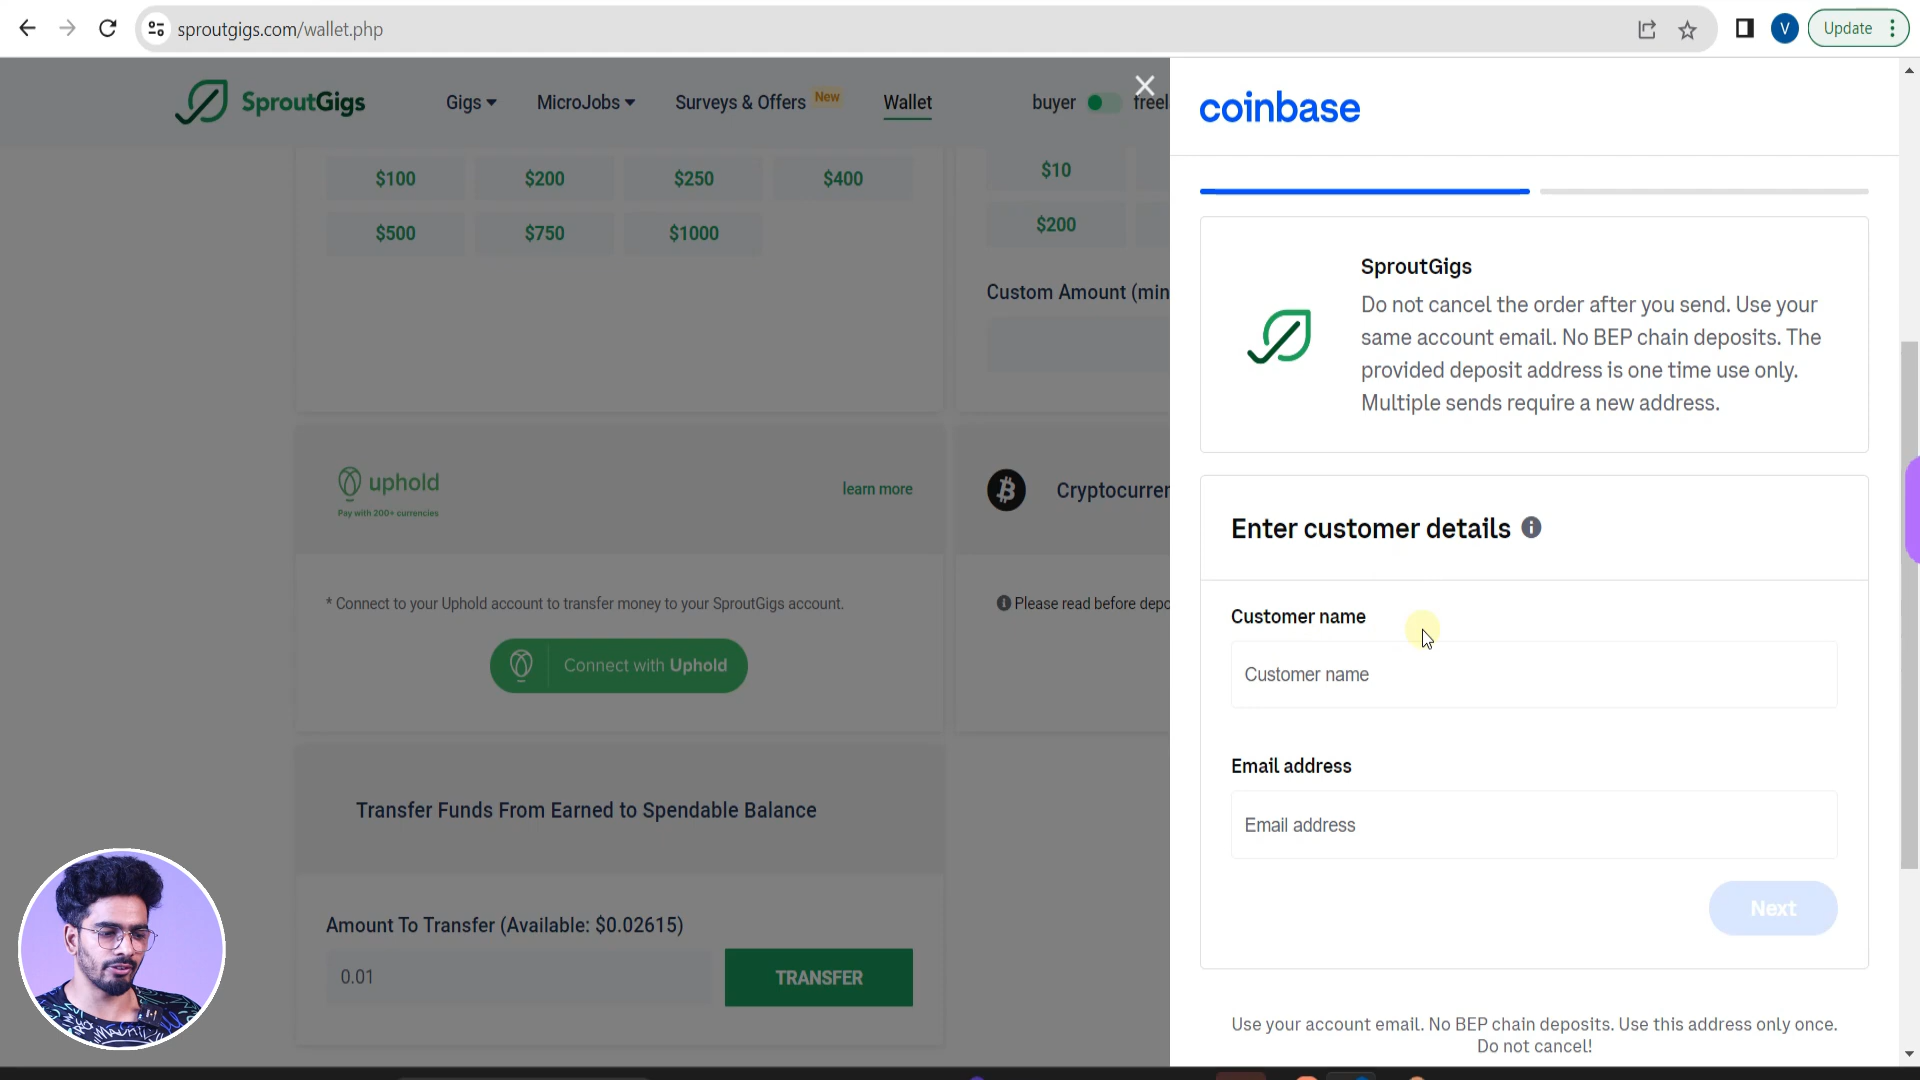 sproutgigs.com/wallet.php
V
Update
SproutGigs
Gigs
MicroJobs
Surveys & Offers New
Wallet
buyer
freel
$100
$200
$250
$400
$500
$750
$1000
$10
$200
Custom Amount (min
uphold
Pay with 200+ currencies
learn more
Cryptocurren
* Connect to your Uphold account to transfer money to your SproutGigs account.
Connect with Uphold
Please read before depo
Transfer Funds From Earned to Spendable Balance
Amount To Transfer (Available: $0.02615)
0.01
TRANSFER
coinbase
SproutGigs
Do not cancel the order after you send. Use your
same account email. No BEP chain deposits. The
provided deposit address is one time use only.
Multiple sends require a new address.
Enter customer details
Customer name
Customer name
Email address
Email address
Next
Use your account email. No BEP chain deposits. Use this address only once.
Do not cancel!